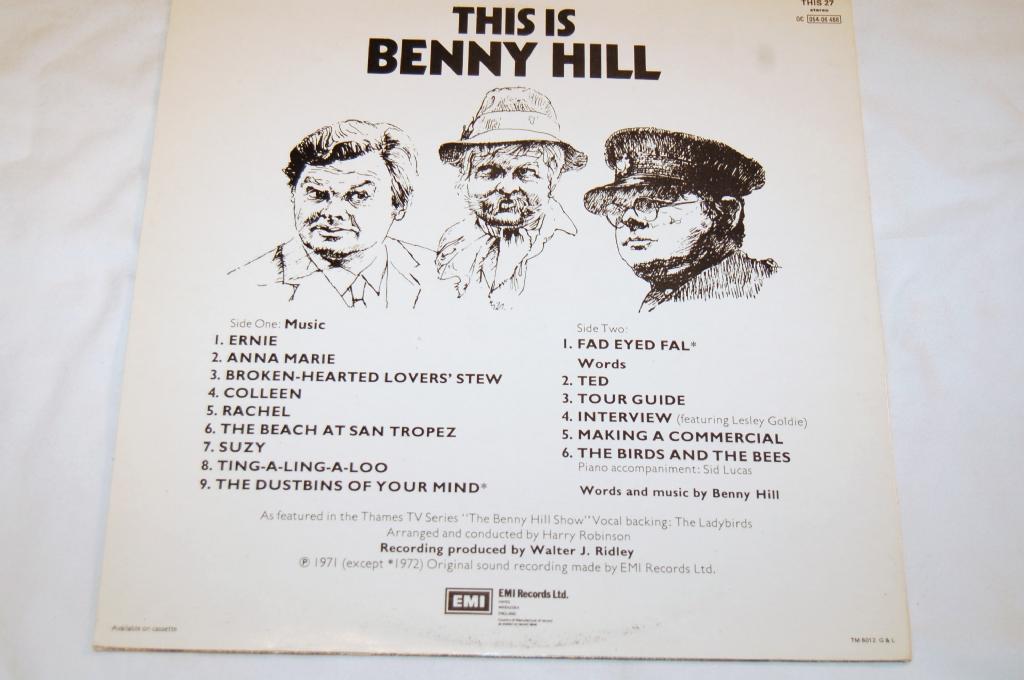 THIS IS
BENNY HILL
THIS 27
stereo
OC 054·06 486
Side One: Music
1. ERNIE
2. ANNA MARIE
3. BROKEN-HEARTED LOVERS' STEW
4. COLLEEN
5. RACHEL
6. THE BEACH AT SAN TROPEZ
7. SUZY
8. TING-A-LING-A-LOO
9. THE DUSTBINS OF YOUR MIND*
Side Two:
1. FAD EYED FAL*
Words
2. TED
3. TOUR GUIDE
4. INTERVIEW (featuring Lesley Goldie)
5. MAKING A COMMERCIAL
6. THE BIRDS AND THE BEES
Piano accompaniment: Sid Lucas
Words and music by Benny Hill
As featured in the Thames TV Series "The Benny Hill Show" Vocal backing: The Ladybirds
Arranged and conducted by Harry Robinson
Recording produced by Walter J. Ridley
℗ 1971 (except *1972) Original sound recording made by EMI Records Ltd.
EMI
EMI Records Ltd.
Available on cassette
TM 6012 G & L